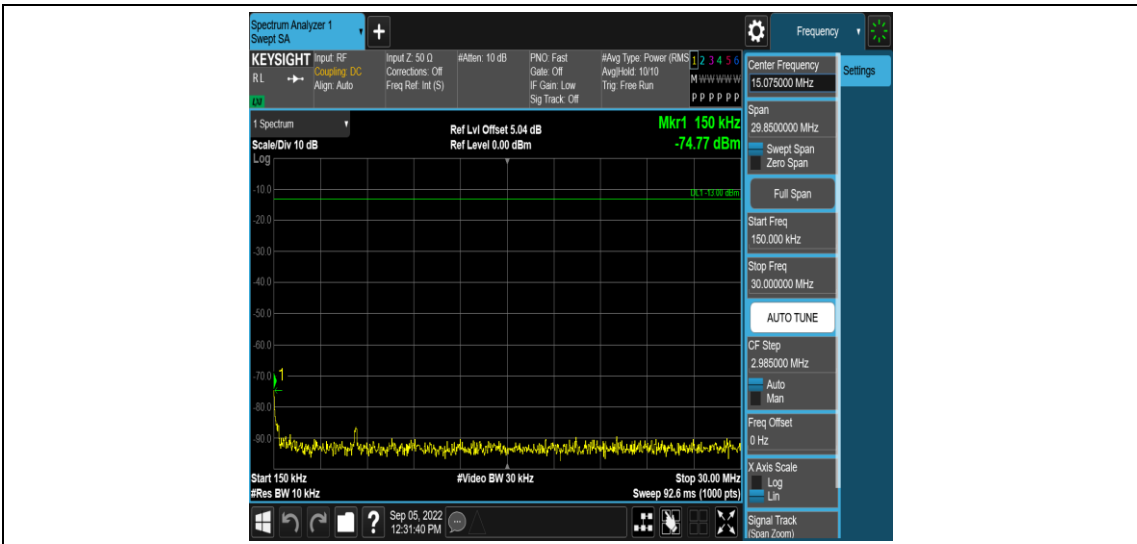 Spectrum Analyzer 1
Swept SA
+
Frequency
KEYSIGHT
RL
LXI
Input: RF
Coupling: DC
Align: Auto
Input Z: 50 Ω
Corrections: Off
Freq Ref: Int (S)
#Atten: 10 dB
PNO: Fast
Gate: Off
IF Gain: Low
Sig Track: Off
#Avg Type: Power (RMS
Avg|Hold: 10/10
Trig: Free Run
1 2 3 4 5 6
M W W W W W
P P P P P P
1 Spectrum
Scale/Div 10 dB
Ref Lvl Offset 5.04 dB
Ref Level 0.00 dBm
Mkr1 150 kHz
-74.77 dBm
Log
DL1 -13.00 dBm
-10.0
-20.0
-30.0
-40.0
-50.0
-60.0
-70.0
-80.0
-90.0
1
Start 150 kHz
#Video BW 30 kHz
Stop 30.00 MHz
#Res BW 10 kHz
Sweep 92.6 ms (1000 pts)
?
Sep 05, 2022
12:31:40 PM
Center Frequency
15.075000 MHz
Settings
Span
29.8500000 MHz
Swept Span
Zero Span
Full Span
Start Freq
150.000 kHz
Stop Freq
30.000000 MHz
AUTO TUNE
CF Step
2.985000 MHz
Auto
Man
Freq Offset
0 Hz
X Axis Scale
Log
Lin
Signal Track
(Span Zoom)